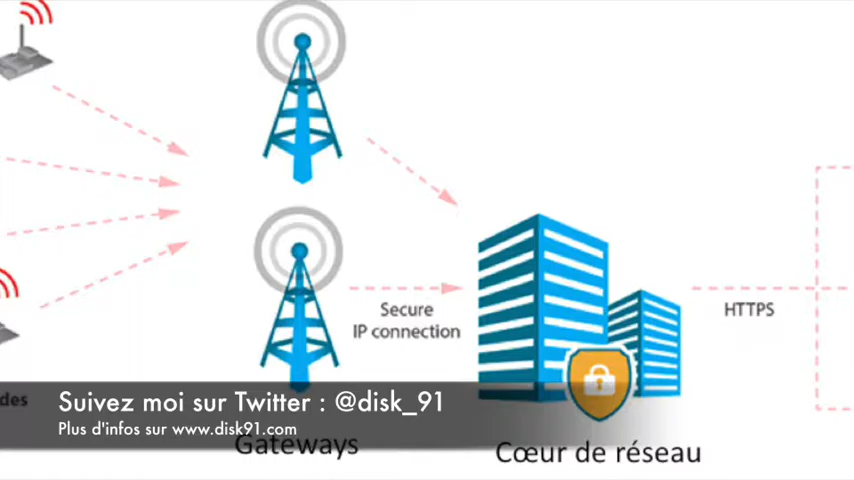 Secure
IP connection
HTTPS
des
Suivez moi sur Twitter : @disk_91
Plus d'infos sur www.disk91.com
Gateways
Cœur de réseau